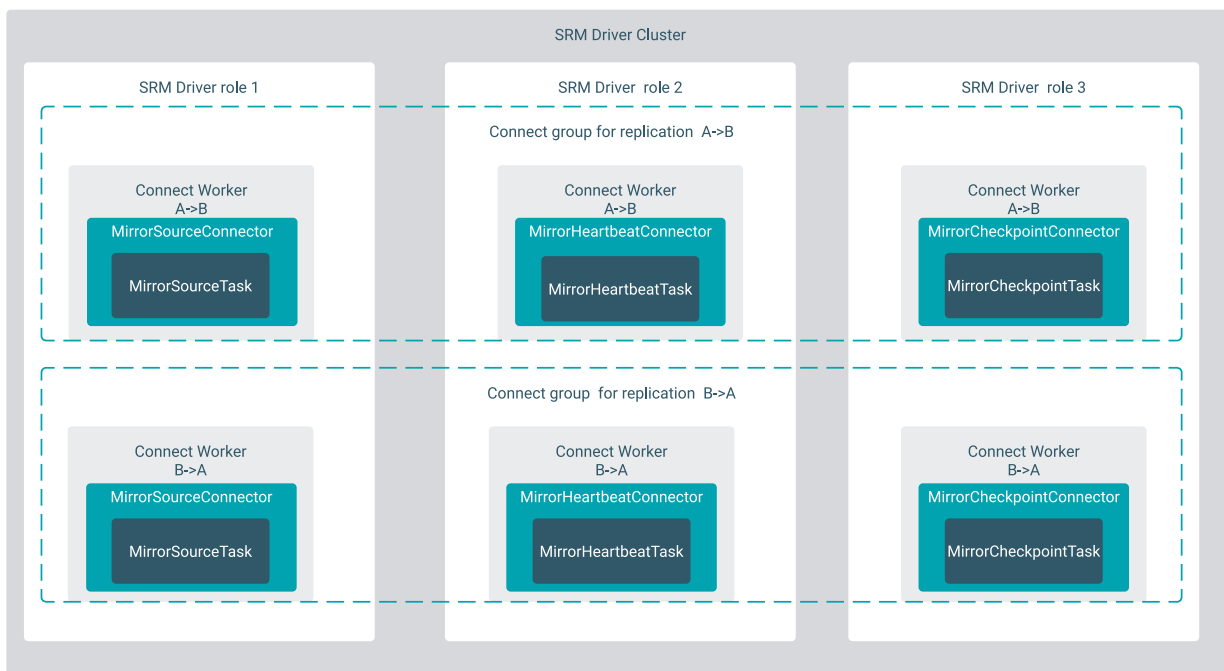 SRM Driver Cluster
SRM Driver role 1
SRM Driver role 2
SRM Driver role 3
Connect group for replication A->B
Connect Worker
A->B
MirrorSourceConnector
MirrorSourceTask
Connect Worker
A->B
MirrorHeartbeatConnector
MirrorHeartbeatTask
Connect Worker
A->B
MirrorCheckpointConnector
MirrorCheckpointTask
Connect group for replication B->A
Connect Worker
B->A
MirrorSourceConnector
MirrorSourceTask
Connect Worker
B->A
MirrorHeartbeatConnector
MirrorHeartbeatTask
Connect Worker
B->A
MirrorCheckpointConnector
MirrorCheckpointTask